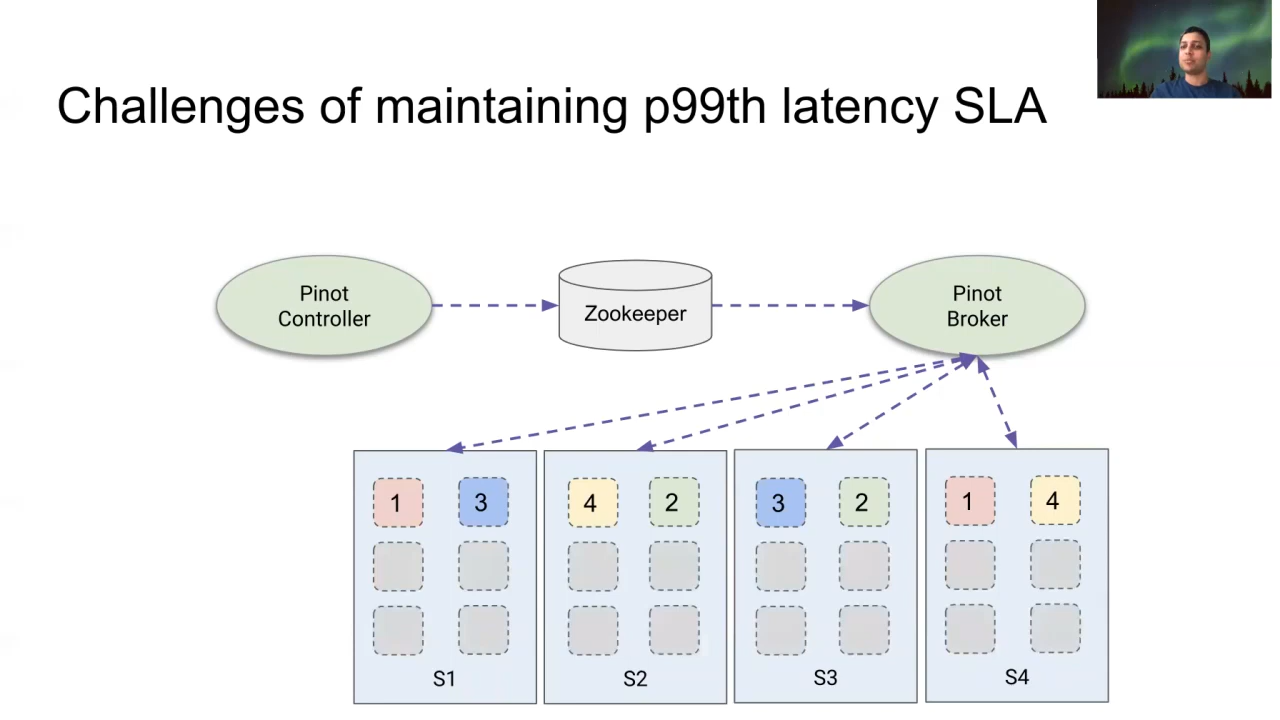 Challenges of maintaining p99th latency SLA
Pinot
Controller
Zookeeper
Pinot
Broker
1 3
4 2
3 2
1 4
S1
S2
S3
S4